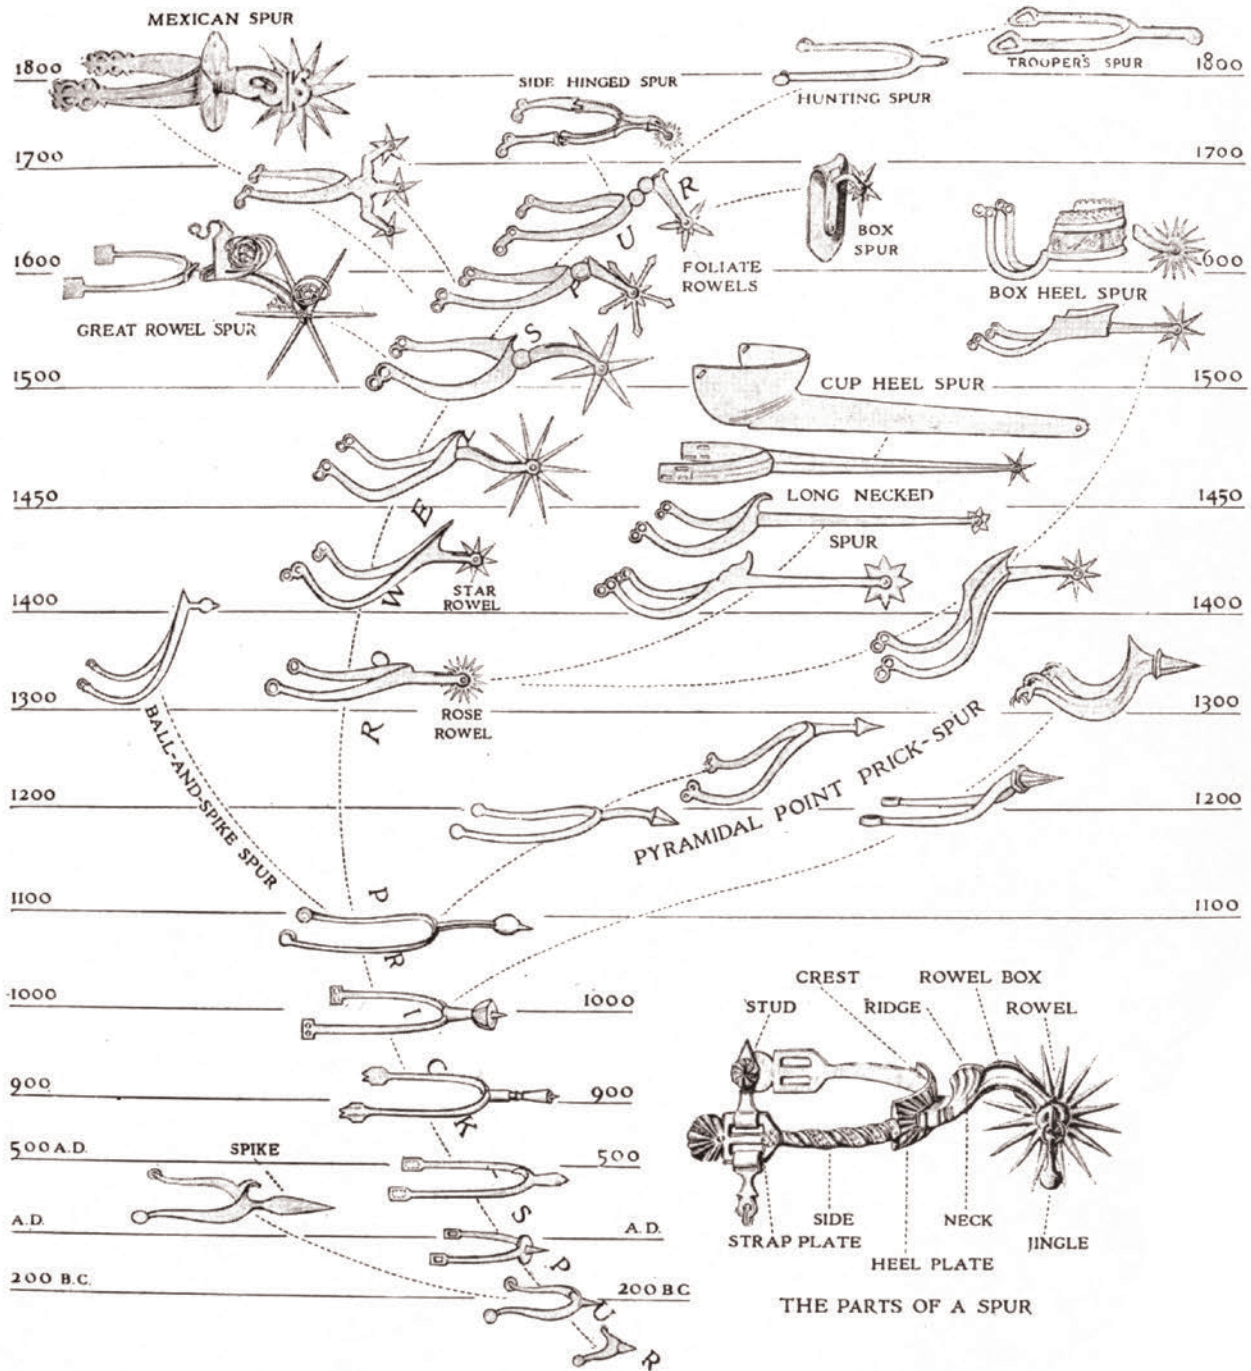 MEXICAN SPUR
1800
TROOPER'S SPUR
1800
SIDE HINGED SPUR
HUNTING SPUR
1700
1700
BOX
SPUR
1600
FOLIATE
ROWELS
600
BOX HEEL SPUR
GREAT ROWEL SPUR
1500
CUP HEEL SPUR
1500
1450
LONG NECKED
SPUR
1450
STAR
ROWEL
1400
1400
1300
ROSE
ROWEL
1300
ROWEL SPUR
BALL-AND-SPIKE SPUR
PYRAMIDAL POINT PRICK-SPUR
1200
1200
1100
1100
PRICK SPUR
1000
1000
900
900
500 A.D.
SPIKE
500
A.D.
A.D.
200 B.C.
200 B C
CREST
ROWEL BOX
STUD
RIDGE
ROWEL
SIDE
NECK
JINGLE
STRAP PLATE
HEEL PLATE
THE PARTS OF A SPUR